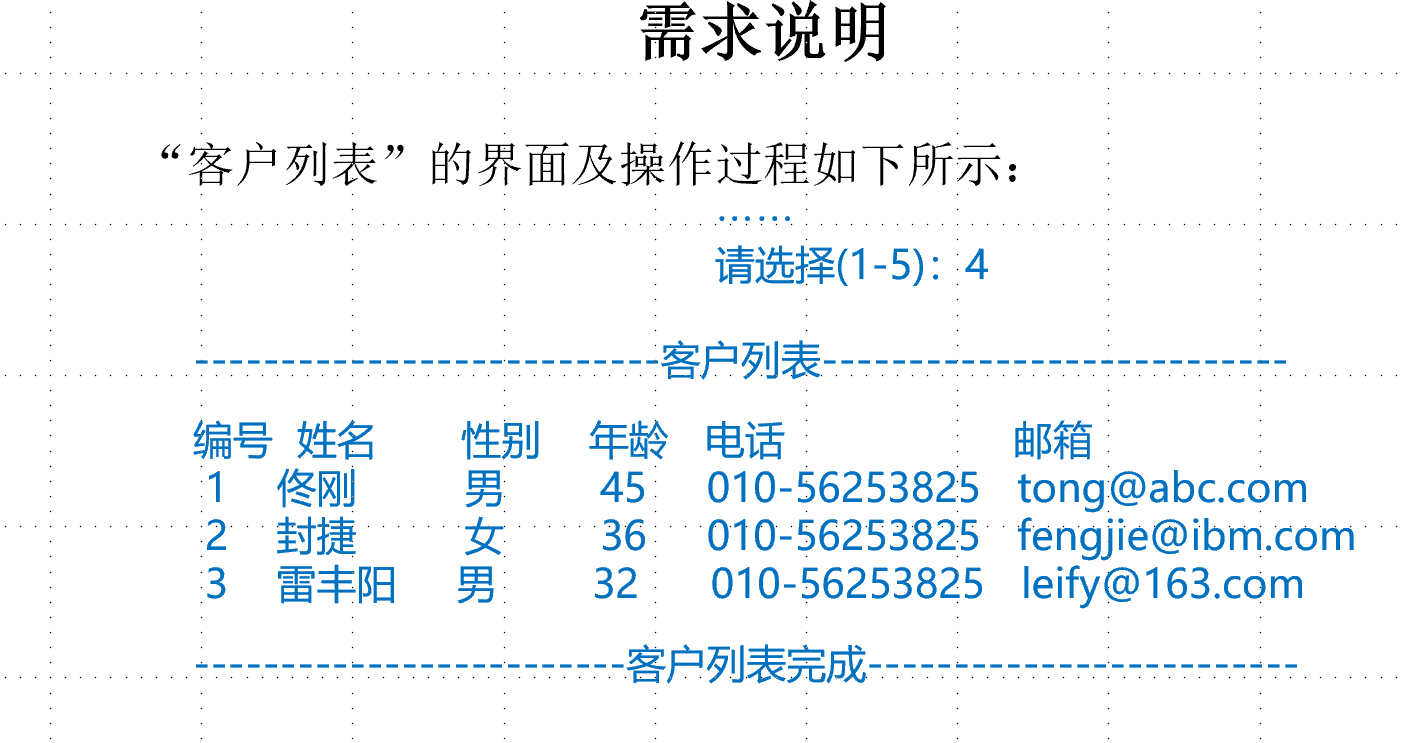 需求说明
“客户列表”的界面及操作过程如下所示：
……
请选择(1-5)：4
---------------------------客户列表---------------------------
编号 姓名 性别 年龄 电话 邮箱
1 佟刚 男 45 010-56253825 tong@abc.com
2 封捷 女 36 010-56253825 fengjie@ibm.com
3 雷丰阳 男 32 010-56253825 leify@163.com
-------------------------客户列表完成-------------------------